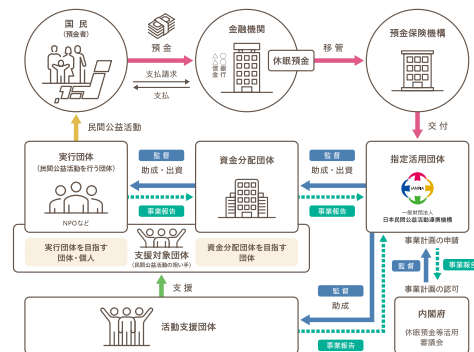 国 民
(預金者)
預 金
支払請求
支払
金融機関
△△信金
○○銀行
休眠預金
移 管
預金保険機構
交 付
民間公益活動
実行団体
(民間公益活動を行う団体)
NPOなど
監 督
助成・出資
事業報告
資金分配団体
監 督
助成・出資
事業報告
指定活用団体
JANPIA
一般財団法人
日本民間公益活動連携機構
実行団体を目指す
団体・個人
支援対象団体
(民間公益活動の担い手)
資金分配団体を目指す
団体
事業計画の申請
監 督
事業報告
事業計画の認可
支 援
監 督
助成
活動支援団体
事業報告
内閣府
休眠預金等活用
審議会